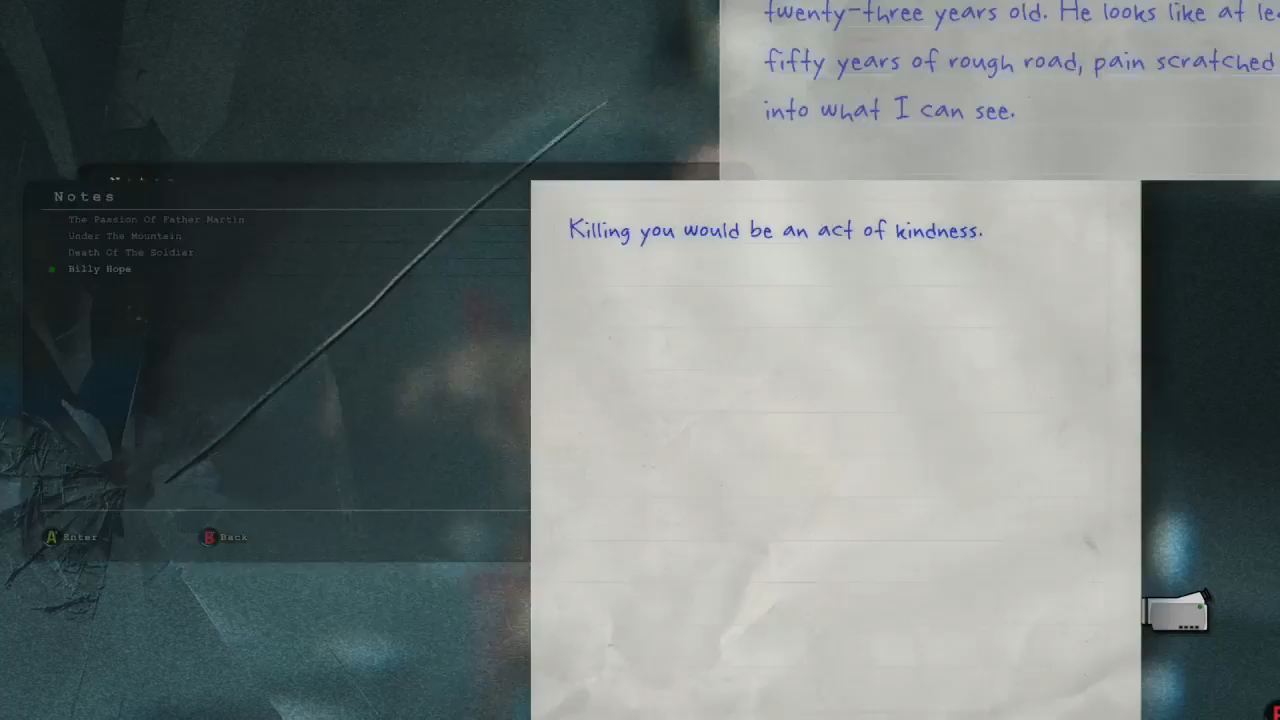 twenty-three years old. He looks like at
fifty years of rough road, pain scratched
into what I can see.
Notes
The Passion Of Father Martin
Under The Mountain
Death Of The Soldier
Billy Hope
Killing you would be an act of kindness.
A Enter
B Back